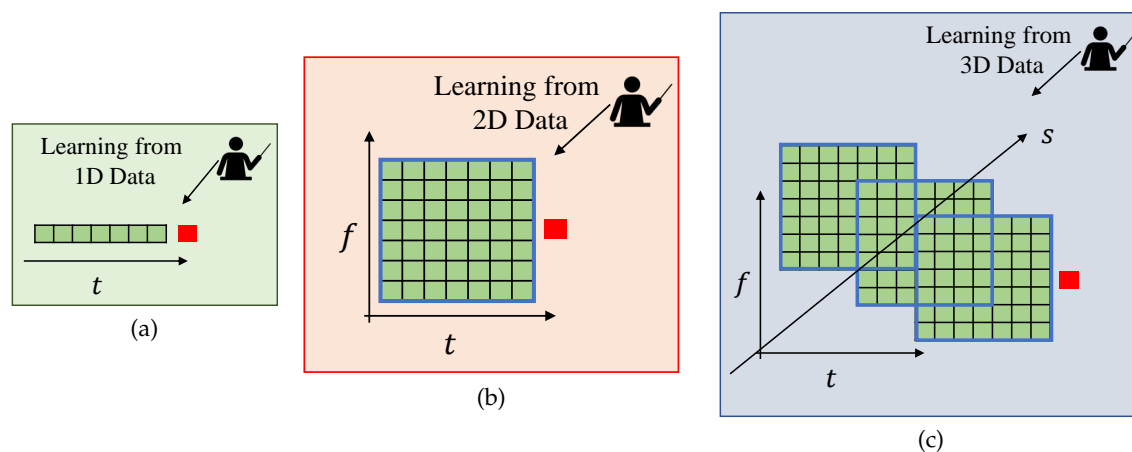 Learning from
1D Data
t
(a)
Learning from
2D Data
f
t
(b)
Learning from
3D Data
s
f
t
(c)